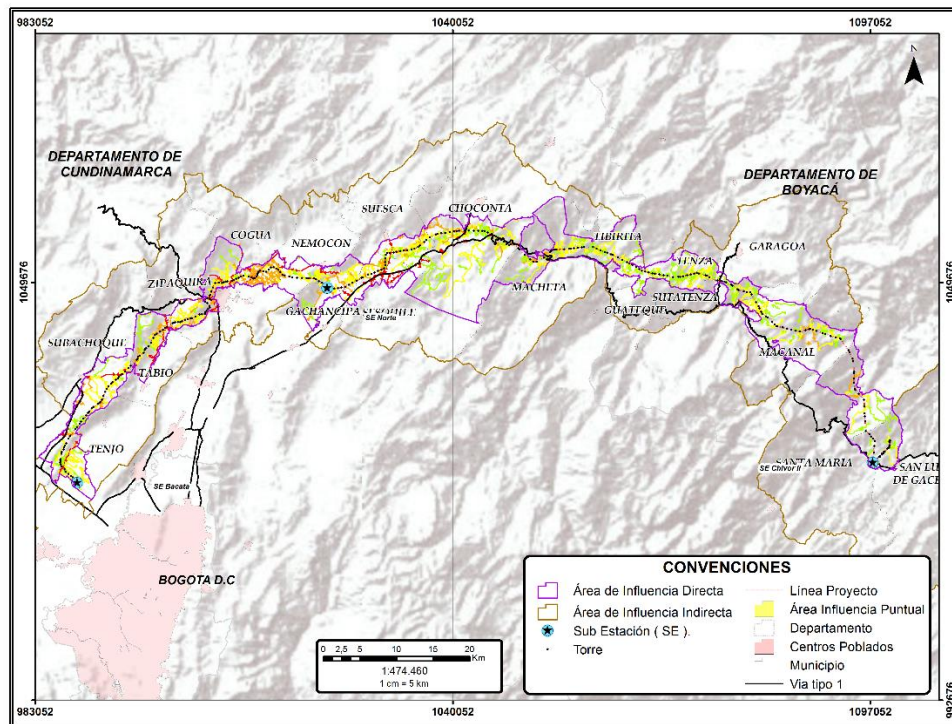 983052
1040052
1097052
N
DEPARTAMENTO DE
CUNDINAMARCA
DEPARTAMENTO DE
BOYACÁ
SUESCA
CHOCONTA
COGUA
NEMOCON
TIBIRITA
GARAGOA
TENZA
1049676
1049676
ZIPAQUIRA
MACHETA
SUTATENZA
GUATEQUE
GACHANCIPA
SESQUILE
SE Norte
SUBACHOQUE
MACANAL
TABIO
TENJO
SANTA MARIA
SE Chivor II
SAN LU
DE GACE
SE Bacata
BOGOTA D.C
CONVENCIONES
Área de Influencia Directa
Área de Influencia Indirecta
Sub Estación ( SE ).
Torre
Línea Proyecto
Área Influencia Puntual
Departamento
Centros Poblados
Municipio
Via tipo 1
0 2,5 5 10 15 20
Km
1:474.460
1 cm = 5 km
992676
983052
1040052
1097052